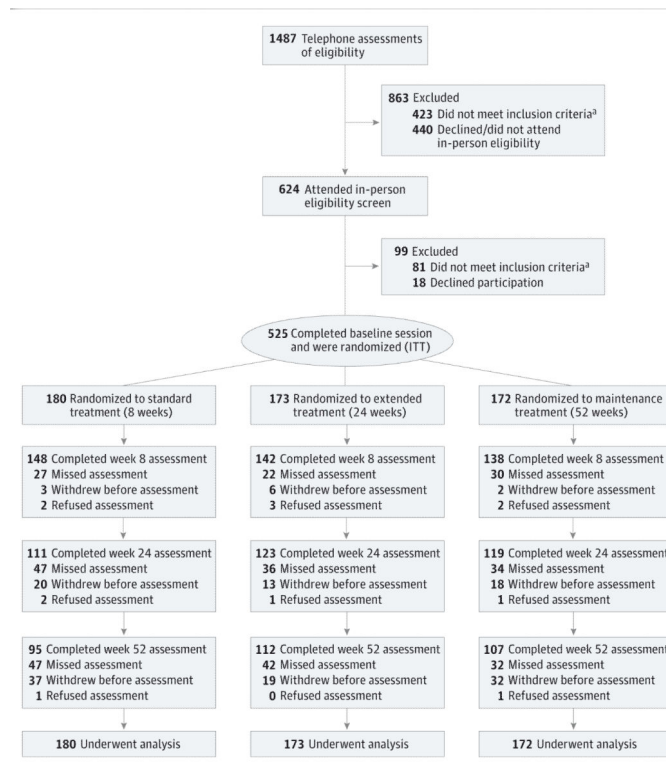 1487 Telephone assessments
of eligibility
863 Excluded
423 Did not meet inclusion criteriaa
440 Declined/did not attend
in-person eligibility
624 Attended in-person
eligibility screen
99 Excluded
81 Did not meet inclusion criteriaa
18 Declined participation
525 Completed baseline session
and were randomized (ITT)
180 Randomized to standard
treatment (8 weeks)
173 Randomized to extended
treatment (24 weeks)
172 Randomized to maintenance
treatment (52 weeks)
148 Completed week 8 assessment
27 Missed assessment
3 Withdrew before assessment
2 Refused assessment
142 Completed week 8 assessment
22 Missed assessment
6 Withdrew before assessment
3 Refused assessment
138 Completed week 8 assessment
30 Missed assessment
2 Withdrew before assessment
2 Refused assessment
111 Completed week 24 assessment
47 Missed assessment
20 Withdrew before assessment
2 Refused assessment
123 Completed week 24 assessment
36 Missed assessment
13 Withdrew before assessment
1 Refused assessment
119 Completed week 24 assessment
34 Missed assessment
18 Withdrew before assessment
1 Refused assessment
95 Completed week 52 assessment
47 Missed assessment
37 Withdrew before assessment
1 Refused assessment
112 Completed week 52 assessment
42 Missed assessment
19 Withdrew before assessment
0 Refused assessment
107 Completed week 52 assessment
32 Missed assessment
32 Withdrew before assessment
1 Refused assessment
180 Underwent analysis
173 Underwent analysis
172 Underwent analysis